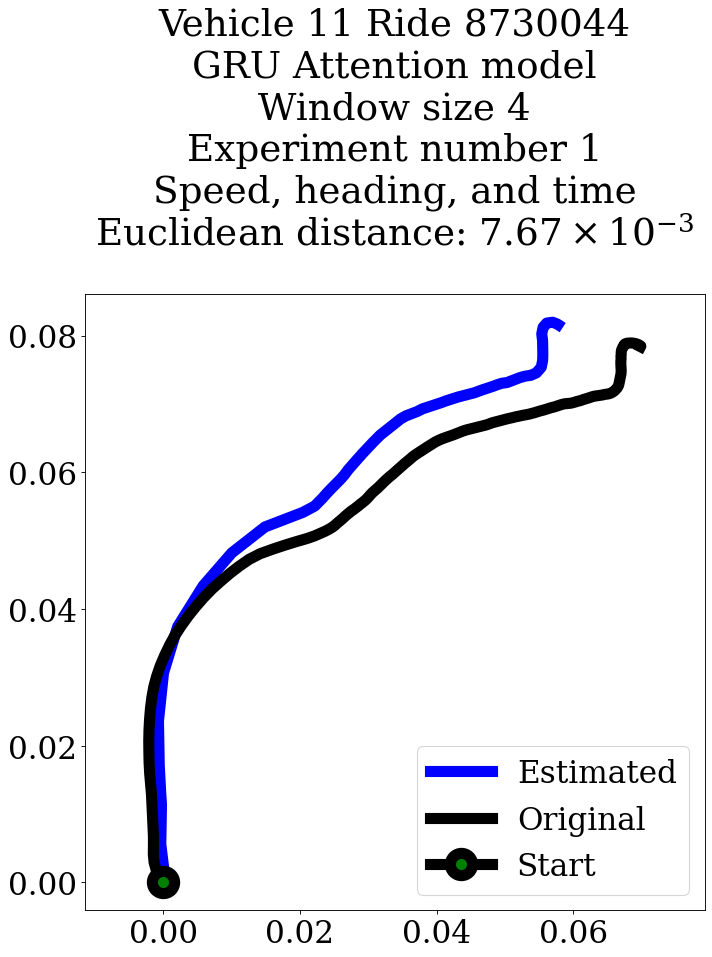 Vehicle 11 Ride 8730044
GRU Attention model
Window size 4
Experiment number 1
Speed, heading, and time
Euclidean distance: 7.67 × 10⁻³
0.08
0.06
0.04
0.02
0.00
Estimated
Original
Start
0.00 0.02 0.04 0.06